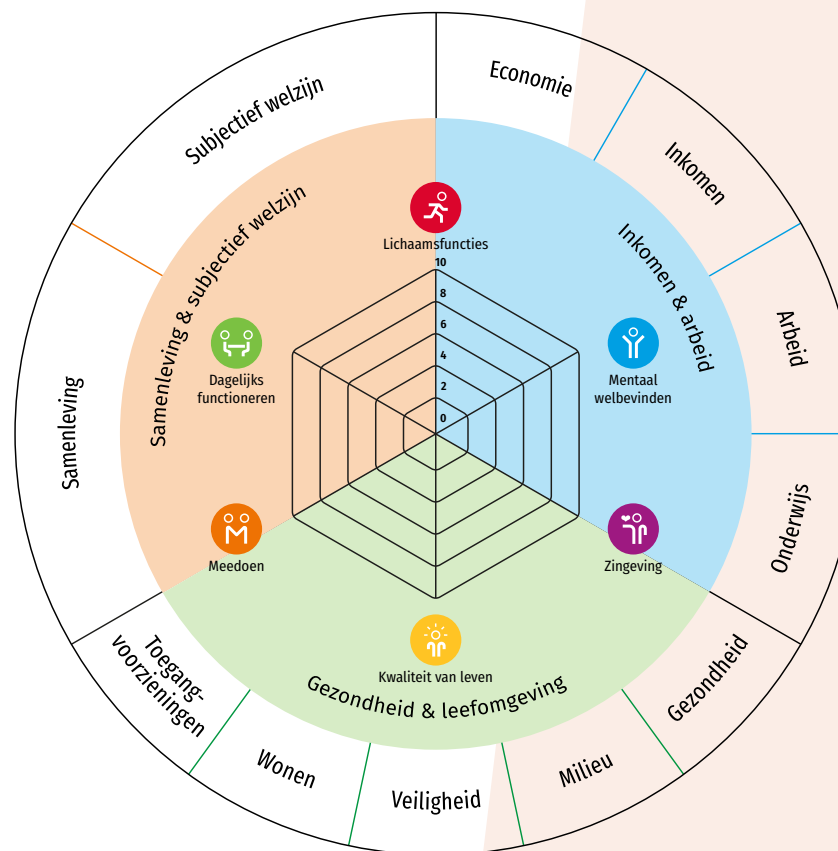 Subjectief welzijn
Economie
Inkomen
Arbeid
Onderwijs
Gezondheid
Milieu
Veiligheid
Wonen
Toegang-
voorzieningen
Samenleving
Samenleving & subjectief welzijn
Inkomen & arbeid
Gezondheid & leefomgeving
Lichaamsfuncties
10
8
6
4
2
0
Dagelijks
functioneren
Mentaal
welbevinden
Meedoen
Zingeving
Kwaliteit van leven